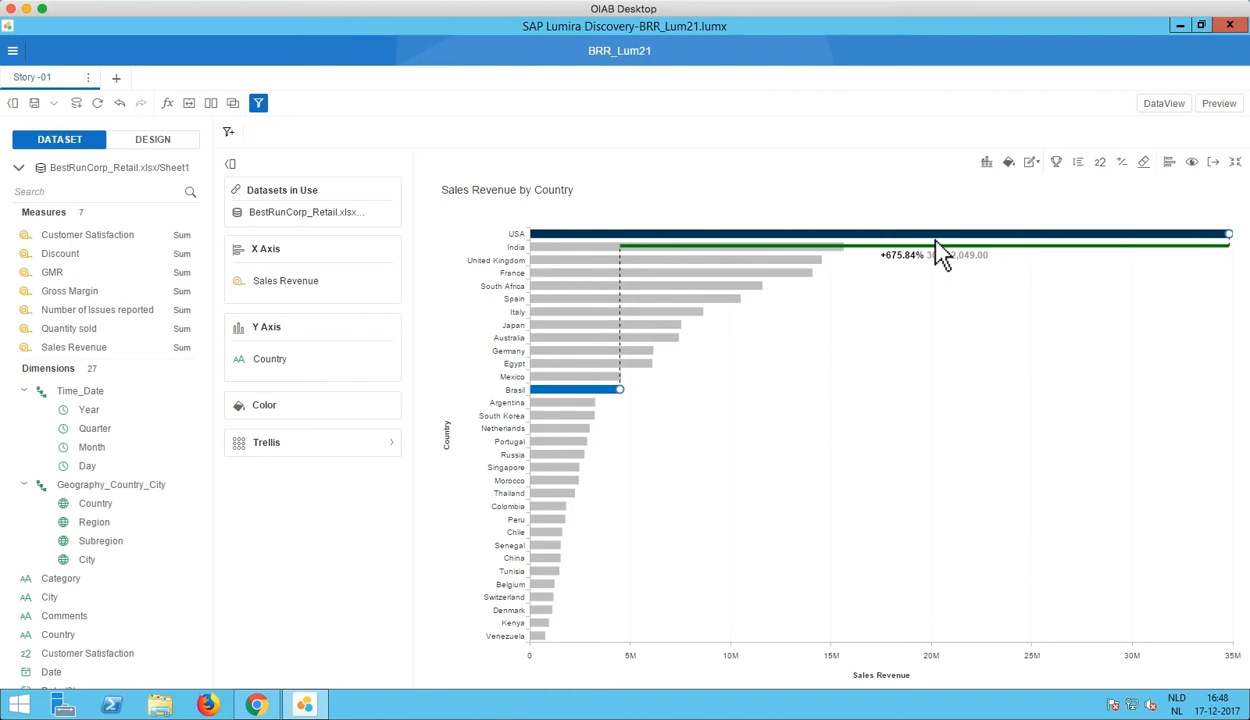 OIAB Desktop
SAP Lumira Discovery-BRR_Lum21.lumx
BRR_Lum21
Story -01
DataView
Preview
DATASET
DESIGN
BestRunCorp_Retail.xlsx/Sheet1
Search
Measures 7
Customer Satisfaction Sum
Discount Sum
GMR Sum
Gross Margin Sum
Number of Issues reported Sum
Quantity sold Sum
Sales Revenue Sum
Dimensions 27
Time_Date
Year
Quarter
Month
Day
Geography_Country_City
Country
Region
Subregion
City
Category
City
Comments
Country
Customer Satisfaction
Date
Datasets in Use
BestRunCorp_Retail.xlsx...
X Axis
Sales Revenue
Y Axis
Country
Color
Trellis
Sales Revenue by Country
USA
India
+675.84%
United Kingdom
France
South Africa
Spain
Italy
Japan
Australia
Germany
Egypt
Mexico
Brasil
Argentina
South Korea
Netherlands
Portugal
Russia
Singapore
Morocco
Thailand
Colombia
Peru
Chile
Senegal
China
Tunisia
Belgium
Switzerland
Denmark
Kenya
Venezuela
Country
0 5M 10M 15M 20M 25M 30M 35M
Sales Revenue
NLD
NL
16:48
17-12-2017